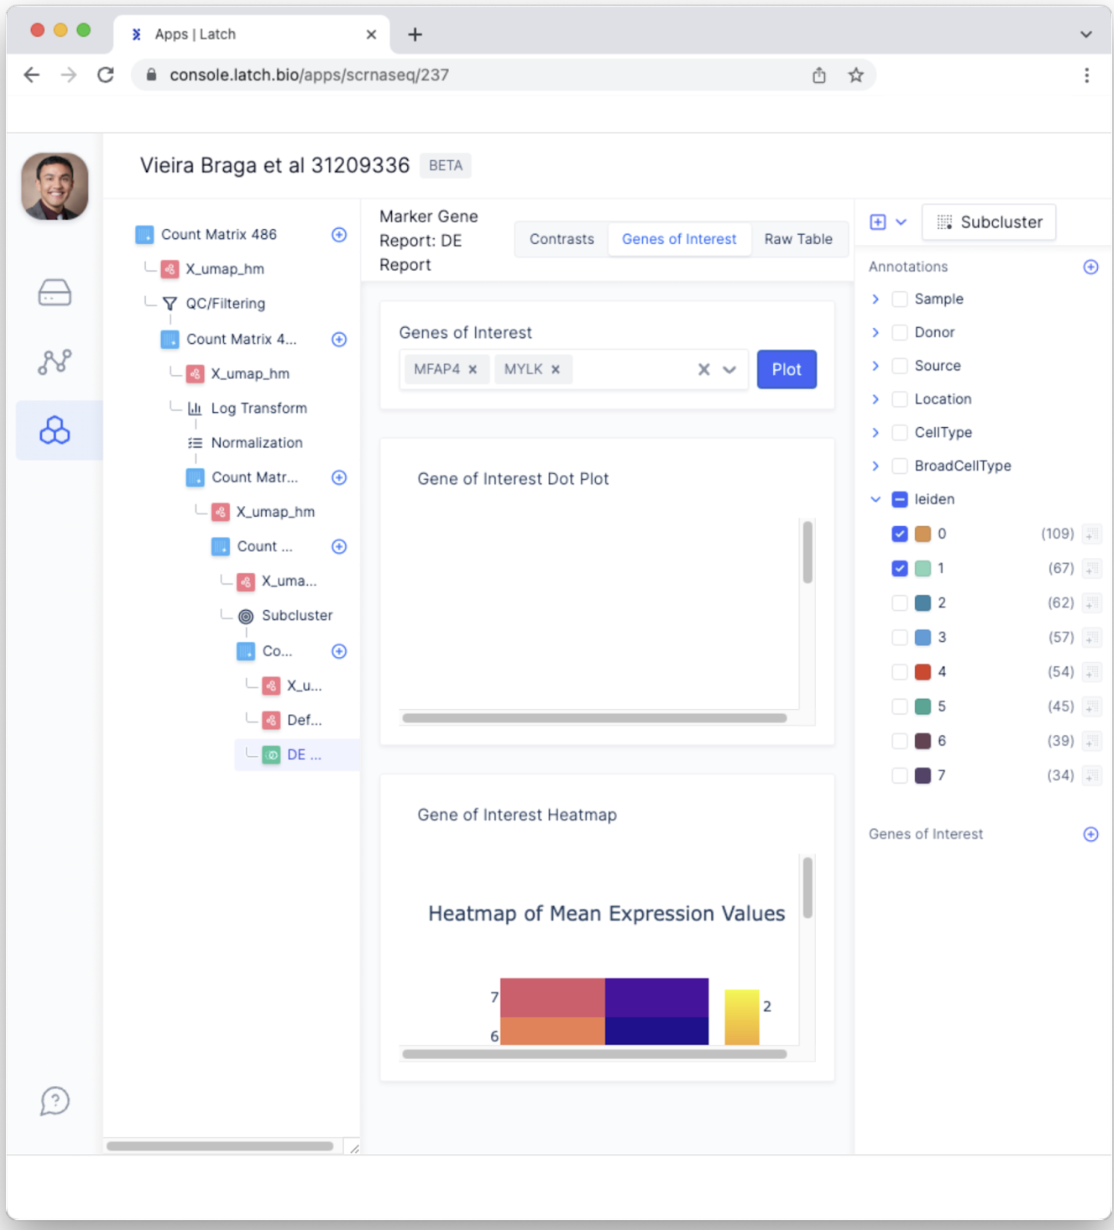 Apps | Latch
console.latch.bio/apps/scrnaseq/237
Vieira Braga et al 31209336 BETA
Count Matrix 486
X_umap_hm
QC/Filtering
Count Matrix 4...
X_umap_hm
Log Transform
Normalization
Count Matr...
X_umap_hm
Count ...
X_uma...
Subcluster
Co...
X_u...
Def...
DE ...
Marker Gene
Report: DE
Report
Contrasts Genes of Interest Raw Table
Genes of Interest
MFAP4 MYLK Plot
Gene of Interest Dot Plot
Gene of Interest Heatmap
Heatmap of Mean Expression Values
7
6
2
Subcluster
Annotations
Sample
Donor
Source
Location
CellType
BroadCellType
leiden
0 (109)
1 (67)
2 (62)
3 (57)
4 (54)
5 (45)
6 (39)
7 (34)
Genes of Interest